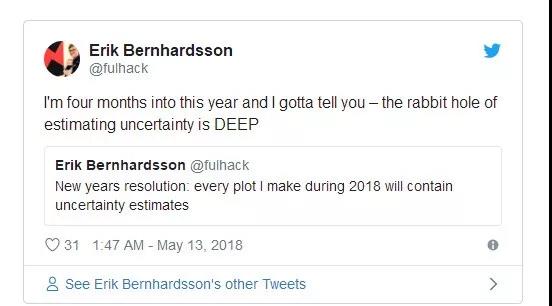 Erik Bernhardsson
@fulhack
I'm four months into this year and I gotta tell you – the rabbit hole of
estimating uncertainty is DEEP
Erik Bernhardsson @fulhack
New years resolution: every plot I make during 2018 will contain
uncertainty estimates
31 1:47 AM - May 13, 2018
See Erik Bernhardsson's other Tweets